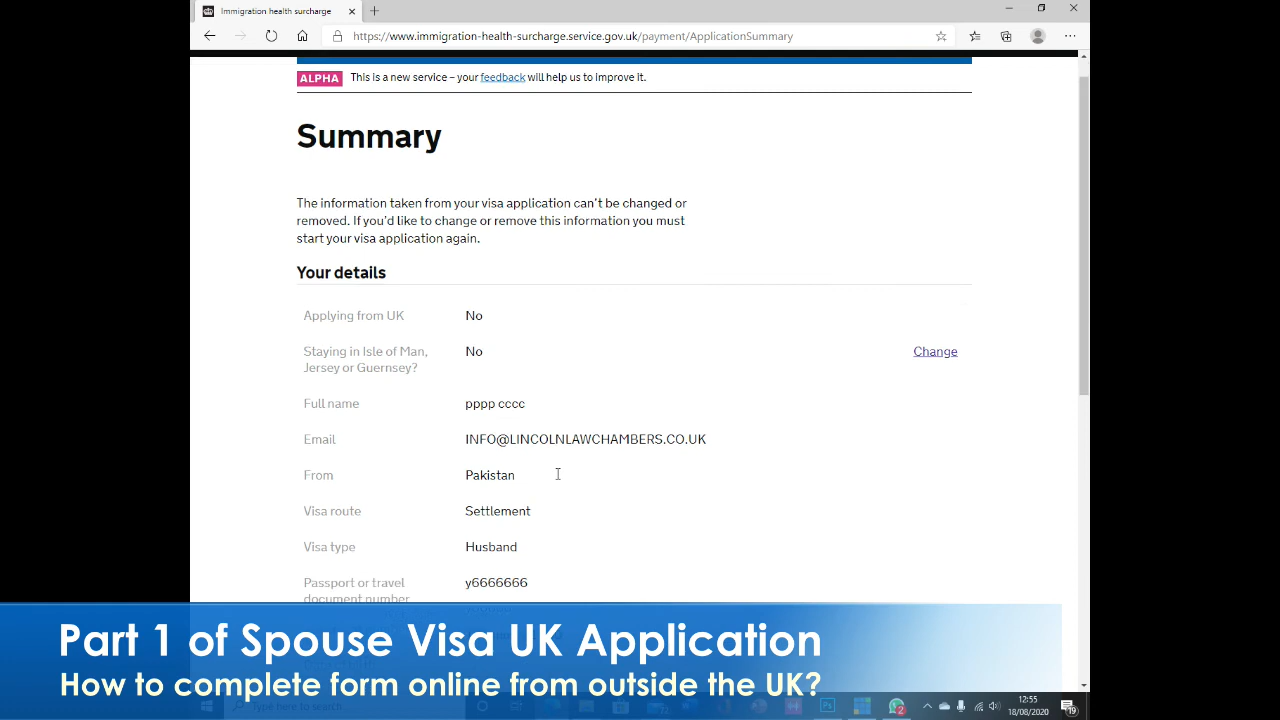 Immigration health surcharge
https://www.immigration-health-surcharge.service.gov.uk/payment/ApplicationSummary
ALPHA This is a new service – your feedback will help us to improve it.
Summary
The information taken from your visa application can’t be changed or
removed. If you’d like to change or remove this information you must
start your visa application again.
Your details
Applying from UK No
Staying in Isle of Man, No Change
Jersey or Guernsey?
Full name pppp cccc
Email INFO@LINCOLNLAWCHAMBERS.CO.UK
From Pakistan
Visa route Settlement
Visa type Husband
Passport or travel y6666666
document number
Part 1 of Spouse Visa UK Application
How to complete form online from outside the UK?
Type here to search
12:55
18/08/2020
2
19